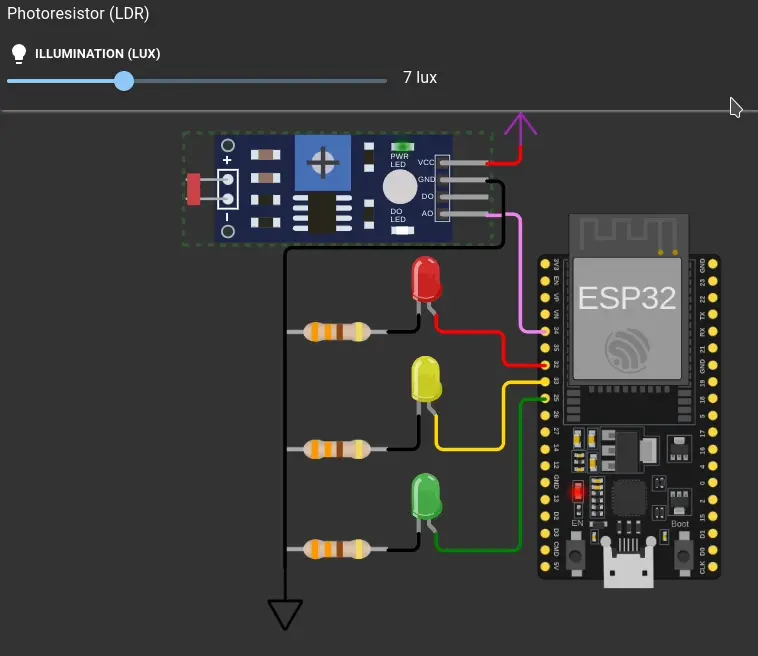 Photoresistor (LDR)
ILLUMINATION (LUX)
7 lux
+
PWR
LED
VCC
GND
DO
AO
DO
LED
–
ESP32
3V3
EN
VP
VN
34
35
32
33
25
26
27
14
12
GND
13
D2
D3
CMD
5V
GND
23
22
TX
RX
21
GND
19
18
5
17
16
4
0
2
15
D1
D0
CLK
EN
Boot